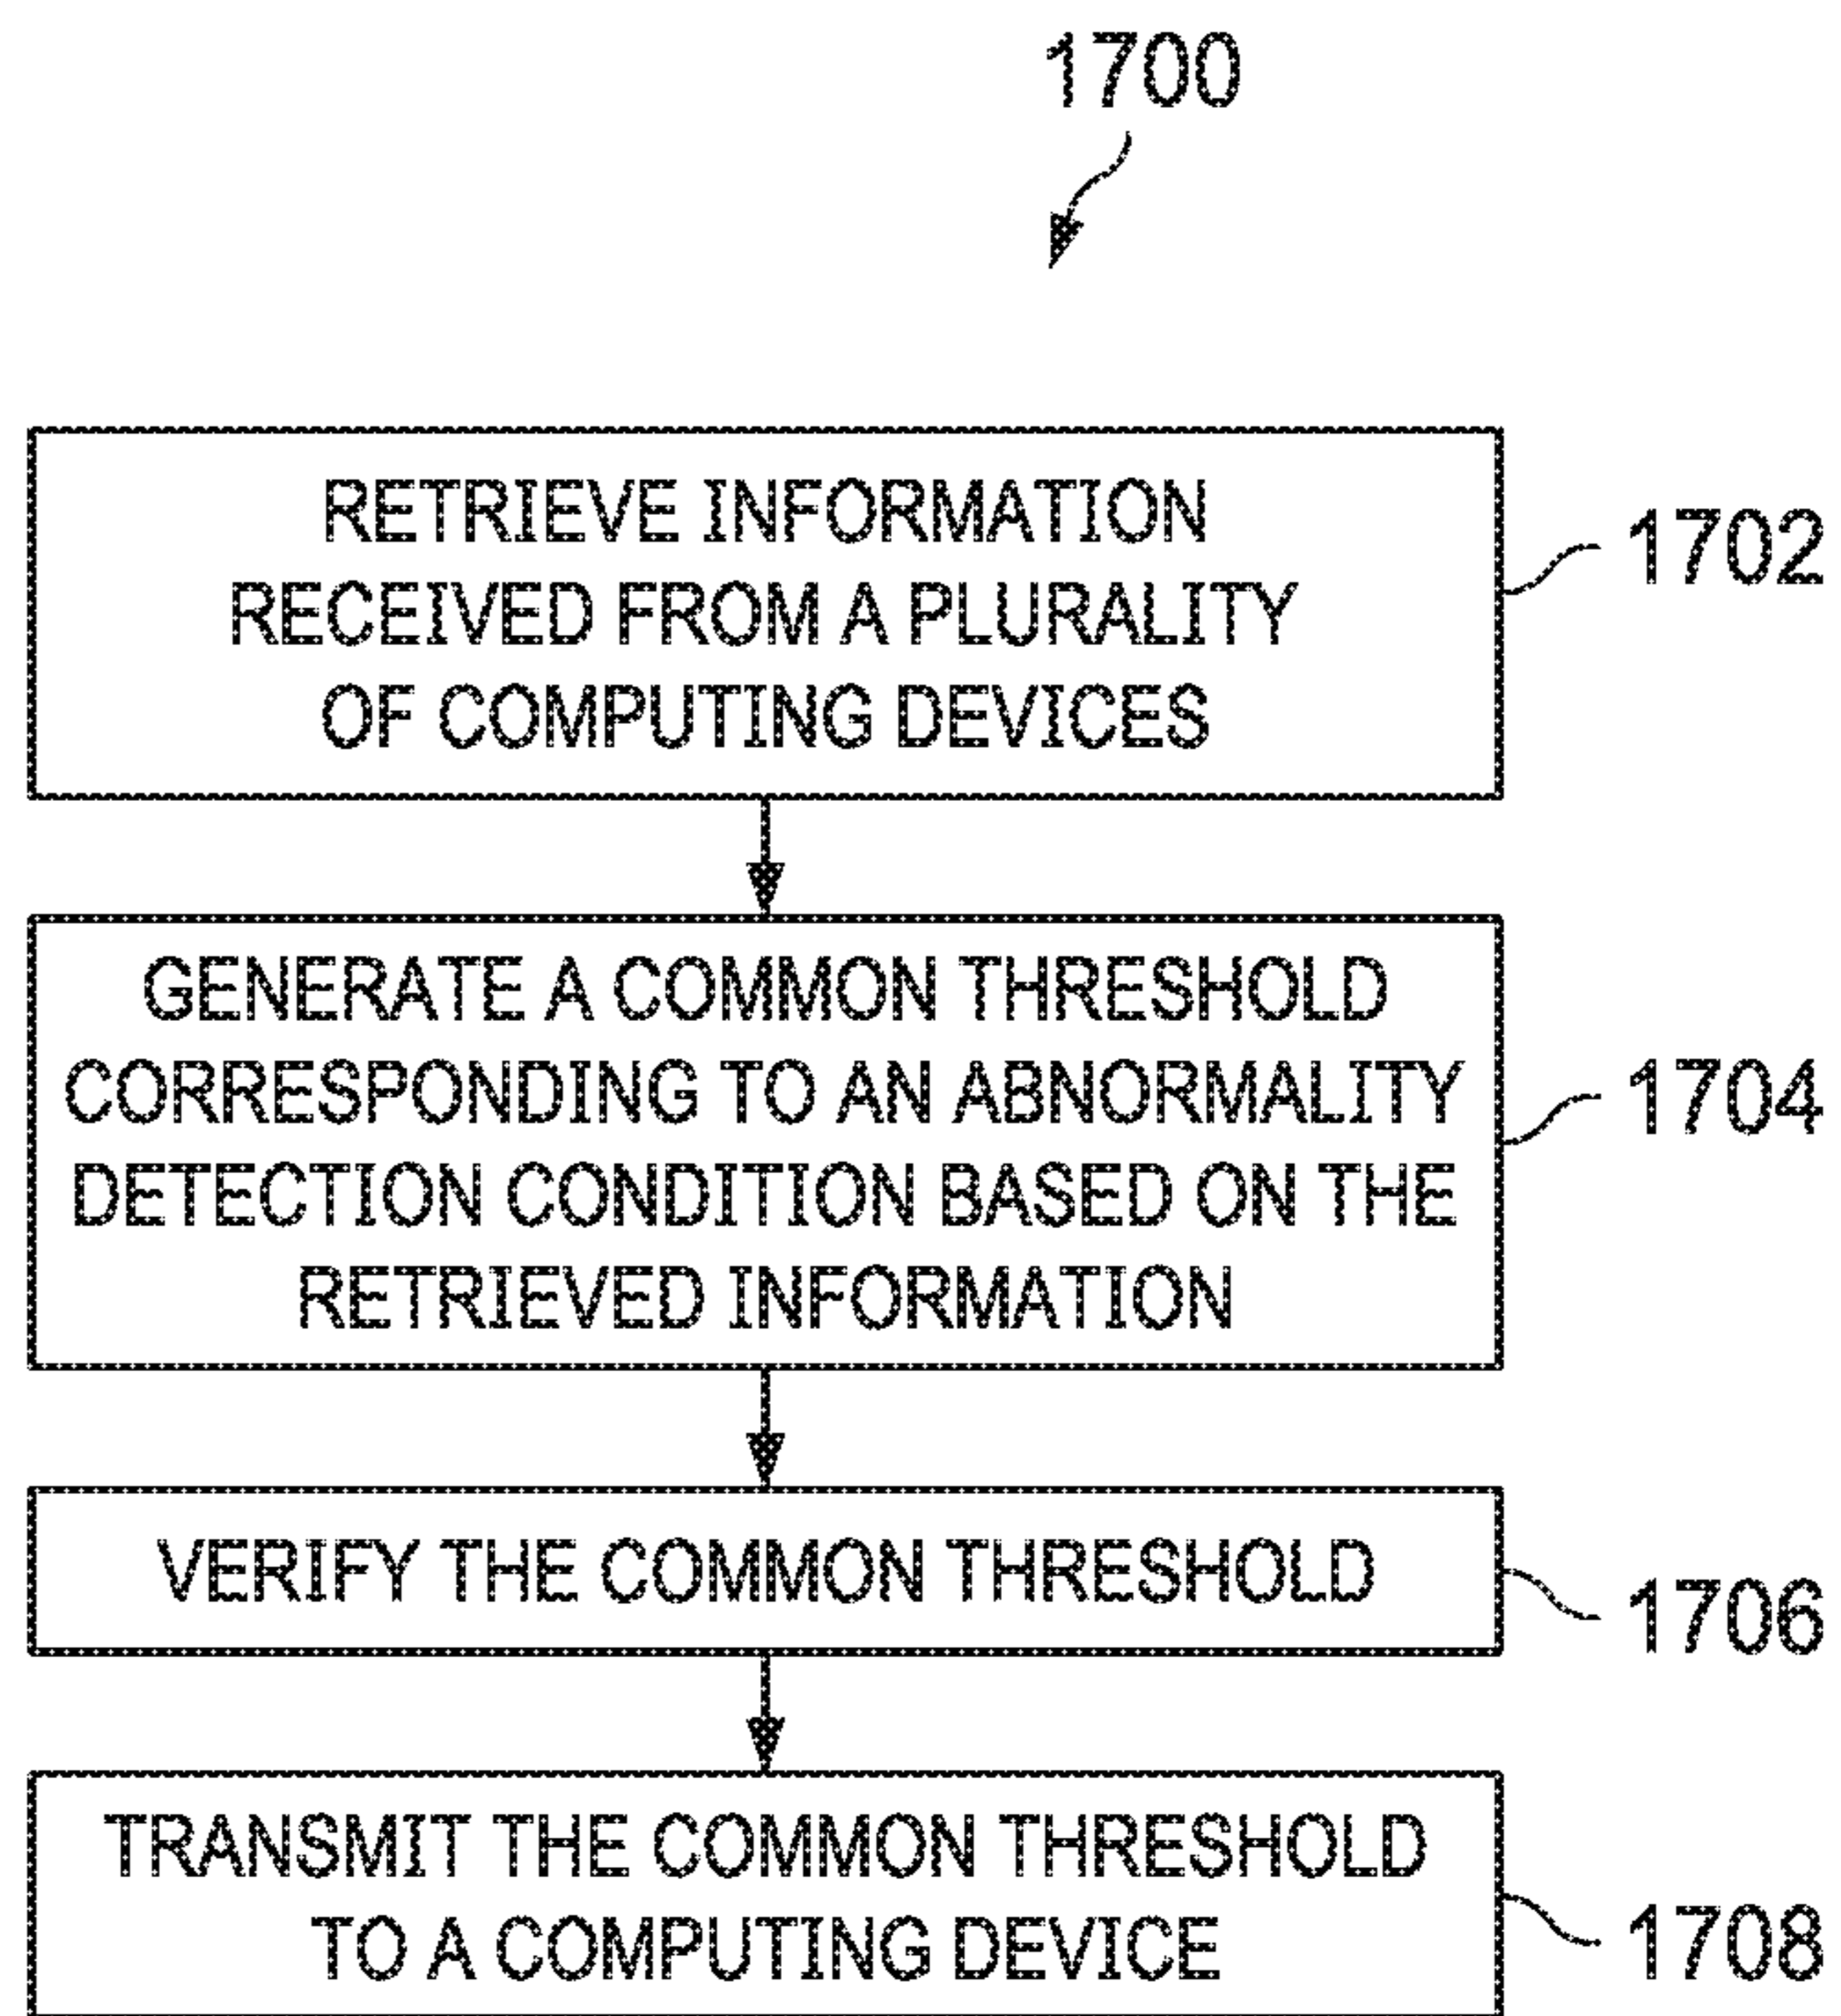 1700
RETRIEVE INFORMATION
RECEIVED FROM A PLURALITY
OF COMPUTING DEVICES
1702
GENERATE A COMMON THRESHOLD
CORRESPONDING TO AN ABNORMALITY
DETECTION CONDITION BASED ON THE
RETRIEVED INFORMATION
1704
VERIFY THE COMMON THRESHOLD
1706
TRANSMIT THE COMMON THRESHOLD
TO A COMPUTING DEVICE
1708